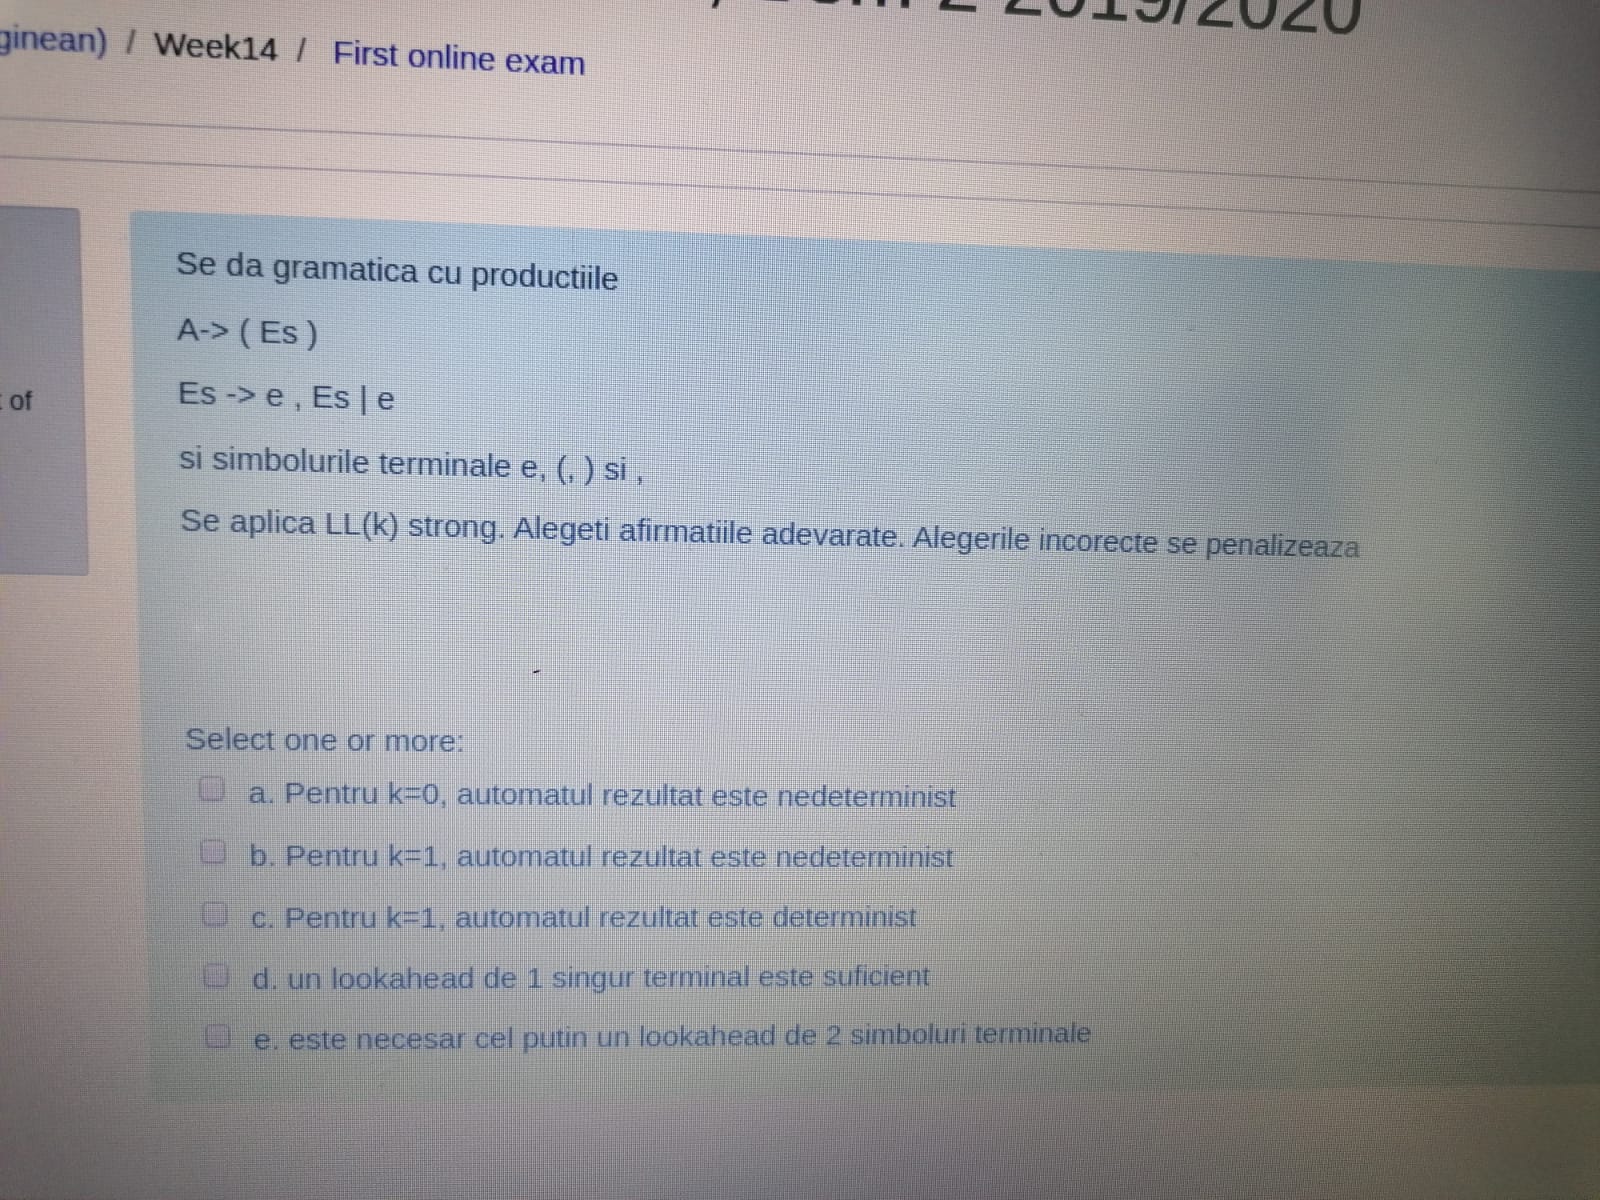 2 2019/2020
ginean) / Week14 / First online exam
Se da gramatica cu productiile
A-> ( Es )
Es -> e , Es | e
of
si simbolurile terminale e, (, ) si ,
Se aplica LL(k) strong. Alegeti afirmatiile adevarate. Alegerile incorecte se penalizeaza
Select one or more:
a. Pentru k=0, automatul rezultat este nedeterminist
b. Pentru k=1, automatul rezultat este nedeterminist
c. Pentru k=1, automatul rezultat este determinist
d. un lookahead de 1 singur terminal este suficient
e. este necesar cel putin un lookahead de 2 simboluri terminale